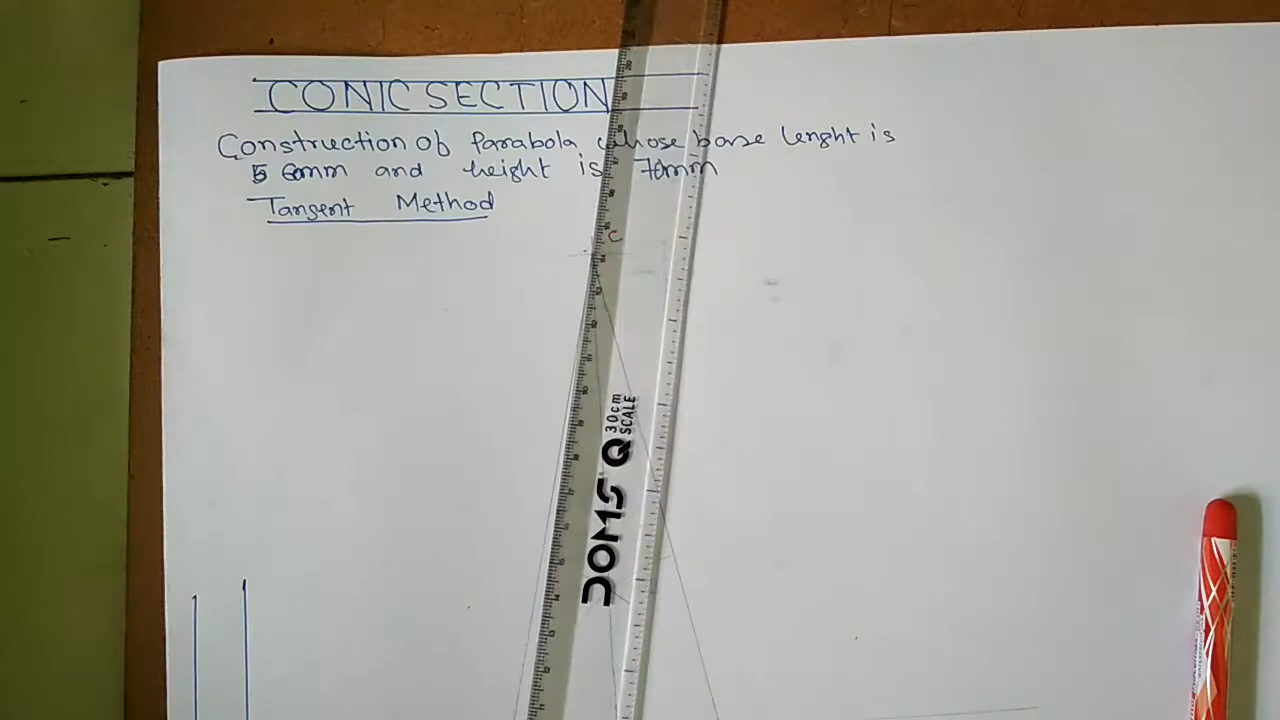 CONIC SECTION
Construction of Parabola whose base lenght is
5 6mm and height is 70mm
Tangent Method
C
DOMS Q 30cm SCALE